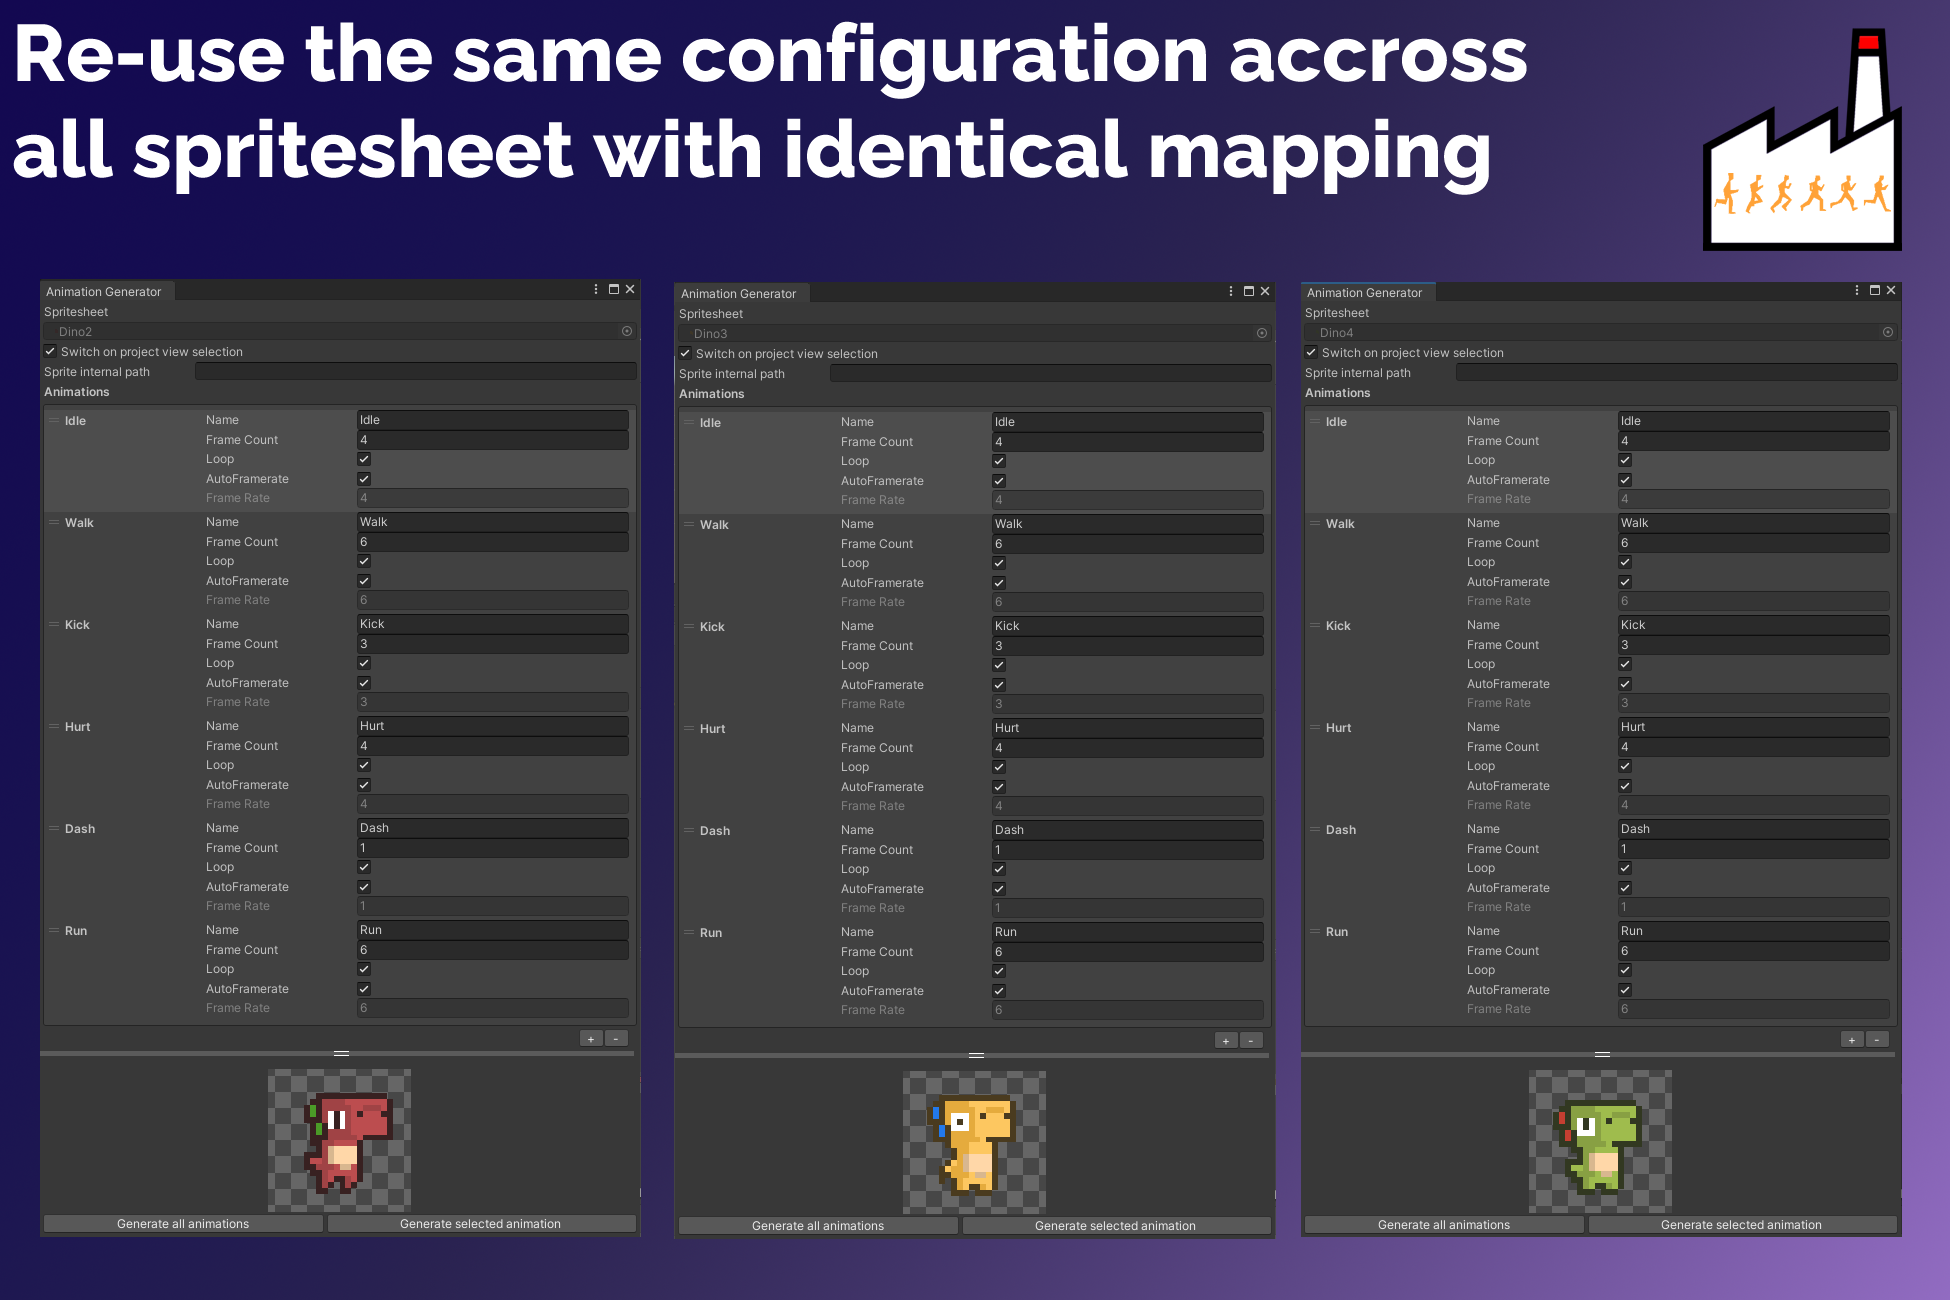 Re-use the same configuration accross
all spritesheet with identical mapping
Animation Generator
Spritesheet
Dino2
Switch on project view selection
Sprite internal path
Animations
Idle
Name Idle
Frame Count 4
Loop
AutoFramerate
Frame Rate 4
Walk
Name Walk
Frame Count 6
Loop
AutoFramerate
Frame Rate 6
Kick
Name Kick
Frame Count 3
Loop
AutoFramerate
Frame Rate 3
Hurt
Name Hurt
Frame Count 4
Loop
AutoFramerate
Frame Rate 4
Dash
Name Dash
Frame Count 1
Loop
AutoFramerate
Frame Rate 1
Run
Name Run
Frame Count 6
Loop
AutoFramerate
Frame Rate 6
+ -
Generate all animations Generate selected animation
Animation Generator
Spritesheet
Dino3
Switch on project view selection
Sprite internal path
Animations
Idle
Name Idle
Frame Count 4
Loop
AutoFramerate
Frame Rate 4
Walk
Name Walk
Frame Count 6
Loop
AutoFramerate
Frame Rate 6
Kick
Name Kick
Frame Count 3
Loop
AutoFramerate
Frame Rate 3
Hurt
Name Hurt
Frame Count 4
Loop
AutoFramerate
Frame Rate 4
Dash
Name Dash
Frame Count 1
Loop
AutoFramerate
Frame Rate 1
Run
Name Run
Frame Count 6
Loop
AutoFramerate
Frame Rate 6
+ -
Generate all animations Generate selected animation
Animation Generator
Spritesheet
Dino4
Switch on project view selection
Sprite internal path
Animations
Idle
Name Idle
Frame Count 4
Loop
AutoFramerate
Frame Rate 4
Walk
Name Walk
Frame Count 6
Loop
AutoFramerate
Frame Rate 6
Kick
Name Kick
Frame Count 3
Loop
AutoFramerate
Frame Rate 3
Hurt
Name Hurt
Frame Count 4
Loop
AutoFramerate
Frame Rate 4
Dash
Name Dash
Frame Count 1
Loop
AutoFramerate
Frame Rate 1
Run
Name Run
Frame Count 6
Loop
AutoFramerate
Frame Rate 6
+ -
Generate all animations Generate selected animation